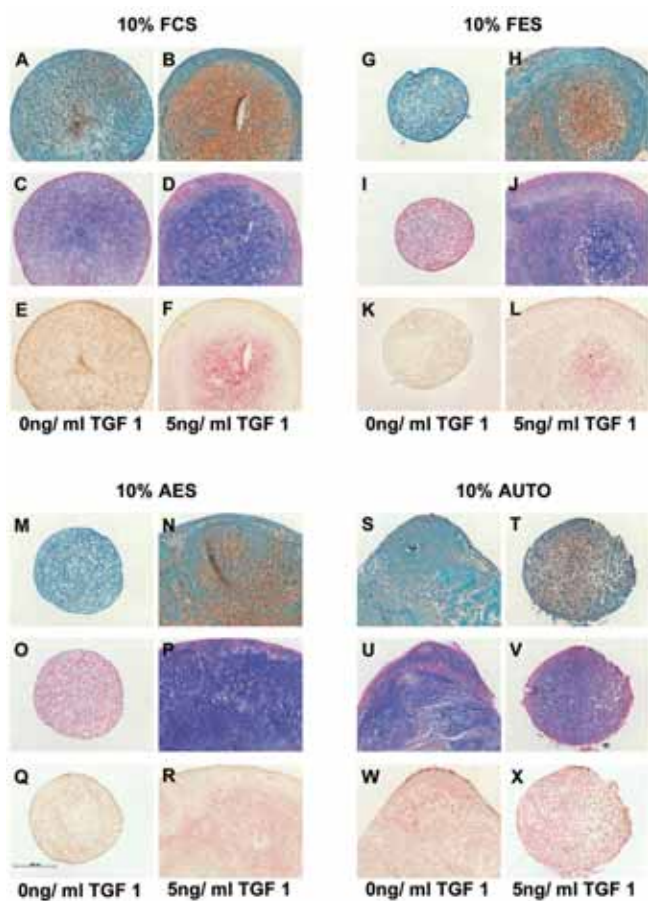 10% FCS
10% FES
A B G H
C D I J
E F K L
0ng/ ml TGF 1 5ng/ ml TGF 1 0ng/ ml TGF 1 5ng/ ml TGF 1
10% AES
10% AUTO
M N S T
O P U V
Q R W X
0ng/ ml TGF 1 5ng/ ml TGF 1 0ng/ ml TGF 1 5ng/ ml TGF 1